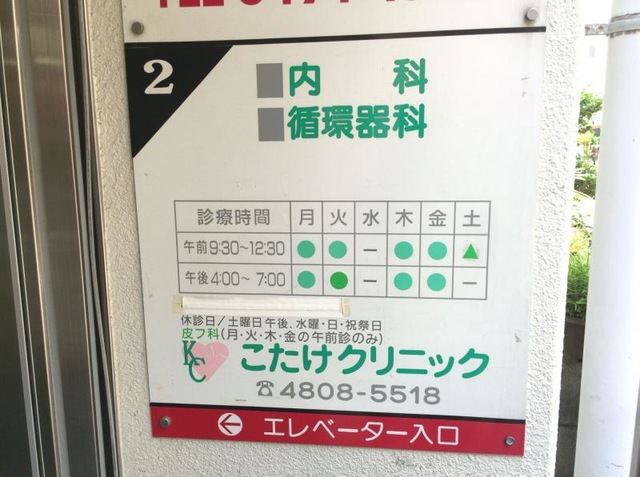 2
内科
循環器科
診療時間 月 火 水 木 金 土
午前9:30～12:30 ● ● － ● ● ▲
午後4:00～ 7:00 ● ● － ● ● －
休診日/土曜日午後、水曜・日・祝祭日
皮フ科(月・火・木・金の午前診のみ)
KC こたけクリニック
☎4808-5518
← エレベーター入口